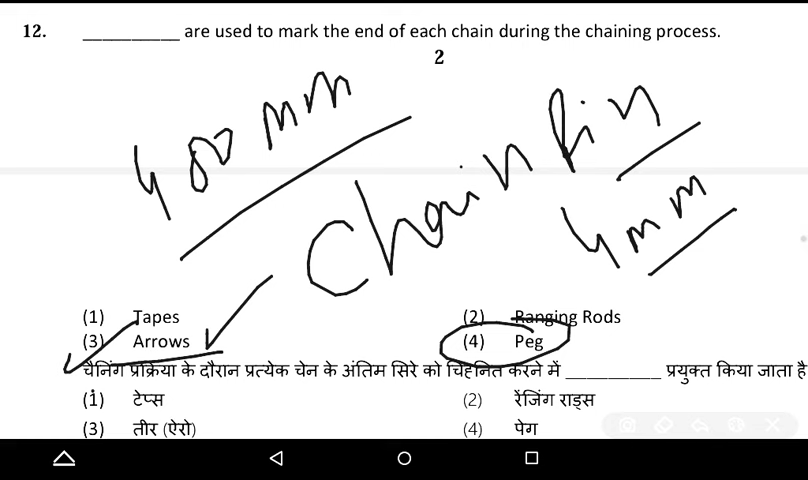 12. __________ are used to mark the end of each chain during the chaining process.
2
400 mm
Chain Pin
4 mm
(1) Tapes (2) Ranging Rods
(3) Arrows (4) Peg
चैनिंग प्रक्रिया के दौरान प्रत्येक चेन के अंतिम सिरे को चिह्नित करने में __________ प्रयुक्त किया जाता है
(1) टेप्स (2) रेंजिंग राड्स
(3) तीर (ऐरो) (4) पेग